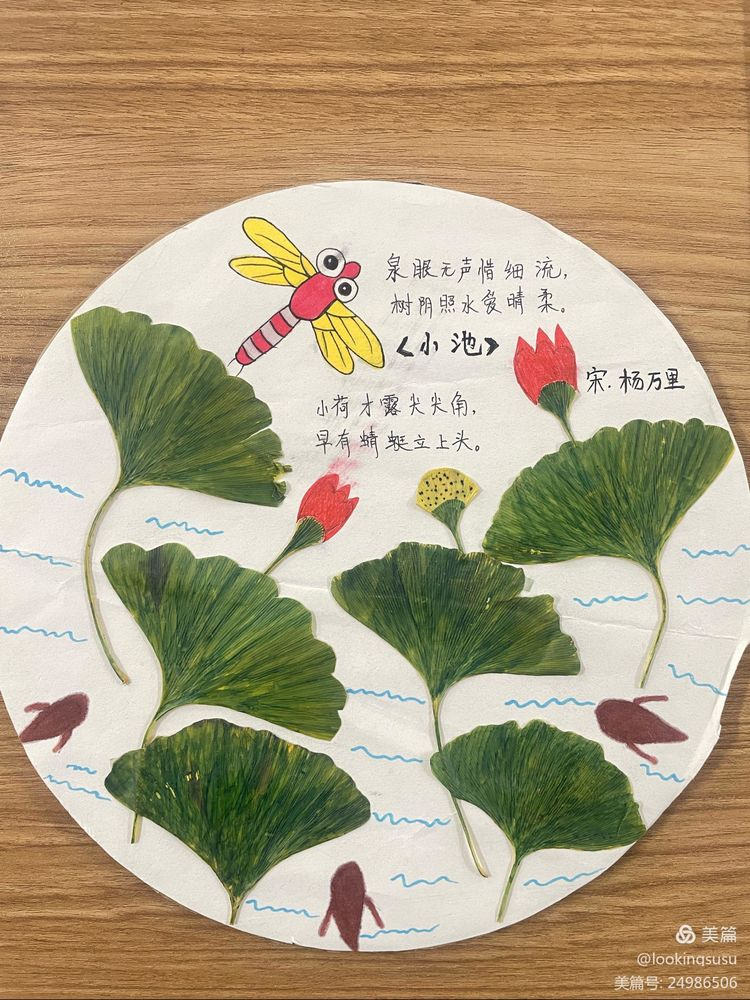 泉眼无声惜细流,
树阴照水爱晴柔。
《小池》
宋.杨万里
小荷才露尖尖角,
早有蜻蜓立上头。
美篇
@lookingsusu
美篇号: 24986506